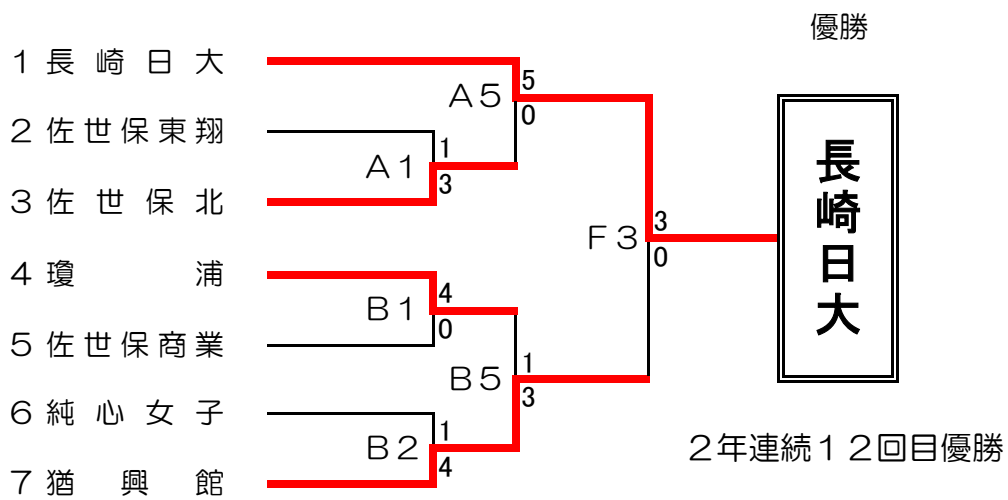 優勝
1 長崎日大
5
A5
0
2 佐世保東翔
1
A1
3
3 佐世保北
3
F3
0
長崎日大
4 瓊浦
4
B1
0
5 佐世保商業
1
B5
3
6 純心女子
1
B2
4
7 猶興館
2年連続12回目優勝